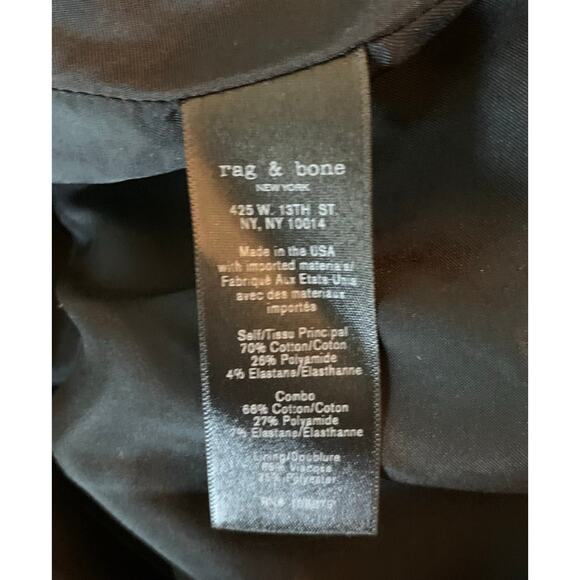 rag & bone
NEW YORK
425 W. 13TH ST.
NY, NY 10014
Made in the USA
with imported materials/
Fabriqué Aux Etats-Unis
avec des materiaux
importés
Self/Tissu Principal
70% Cotton/Coton
26% Polyamide
4% Elastane/Elasthanne
Combo
66% Cotton/Coton
27% Polyamide
7% Elastane/Elasthanne
Lining/Doublure
Viscose
Polyester
RN#